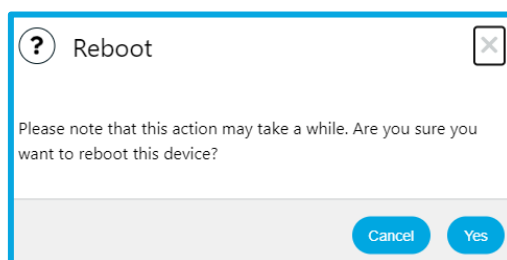 ? Reboot
Please note that this action may take a while. Are you sure you
want to reboot this device?
Cancel Yes